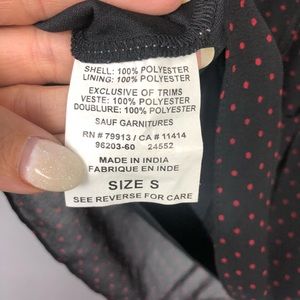 SHELL: 100% POLYESTER
LINING: 100% POLYESTER
EXCLUSIVE OF TRIMS
VESTE: 100% POLYESTER
DOUBLURE: 100% POLYESTER
SAUF GARNITURES
RN # 79913 / CA # 11414
96203-60 24552
MADE IN INDIA
FABRIQUE EN INDE
SIZE S
SEE REVERSE FOR CARE